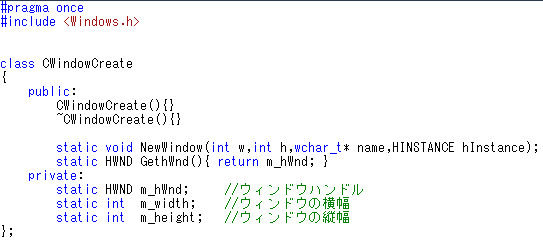 #pragma once
#include <Windows.h>
class CWindowCreate
{
public:
CWindowCreate(){}
~CWindowCreate(){}
static void NewWindow(int w,int h,wchar_t* name,HINSTANCE hInstance);
static HWND GethWnd(){ return m_hWnd; }
private:
static HWND m_hWnd; //ウィンドウハンドル
static int m_width; //ウィンドウの横幅
static int m_height; //ウィンドウの縦幅
};